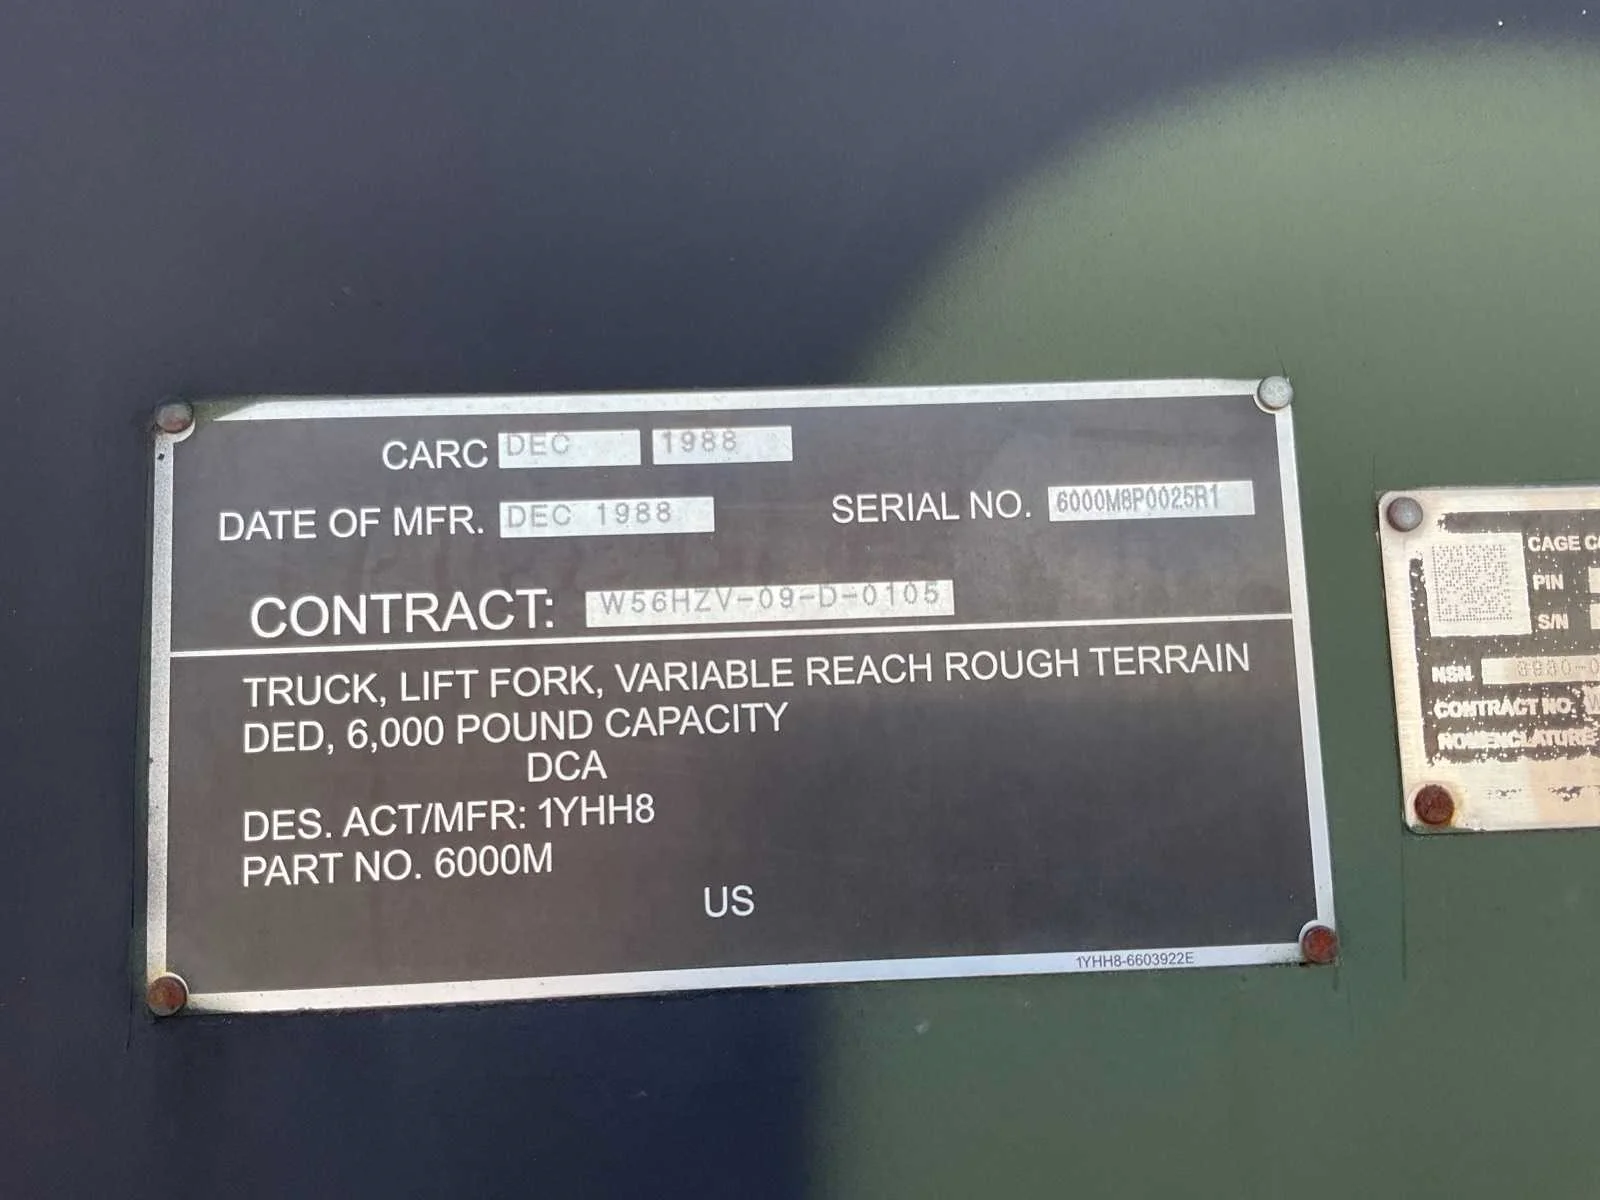 CARC DEC 1988
DATE OF MFR. DEC 1988 SERIAL NO. 6000M8P0025R1
CONTRACT: W56HZV-09-D-0105
TRUCK, LIFT FORK, VARIABLE REACH ROUGH TERRAIN
DED, 6,000 POUND CAPACITY
DCA
DES. ACT/MFR: 1YHH8
PART NO. 6000M
US
1YHH8-6603922E
CAGE
PIN
S/N
NSN
CONTRACT NO.
NOMENCLATURE